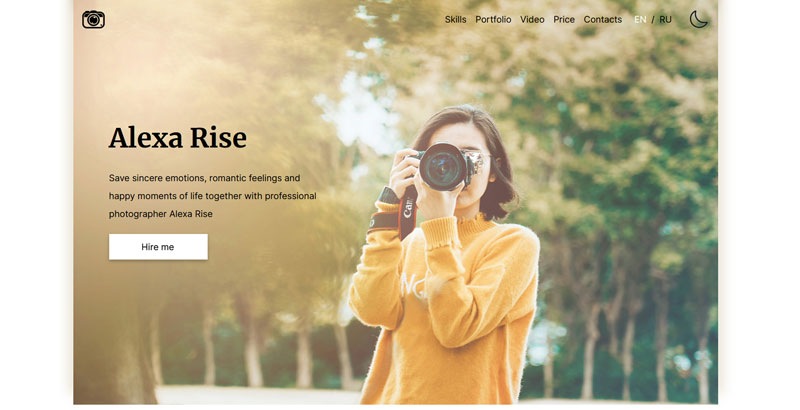 Skills Portfolio Video Price Contacts EN / RU
Alexa Rise
Save sincere emotions, romantic feelings and
happy moments of life together with professional
photographer Alexa Rise
Hire me